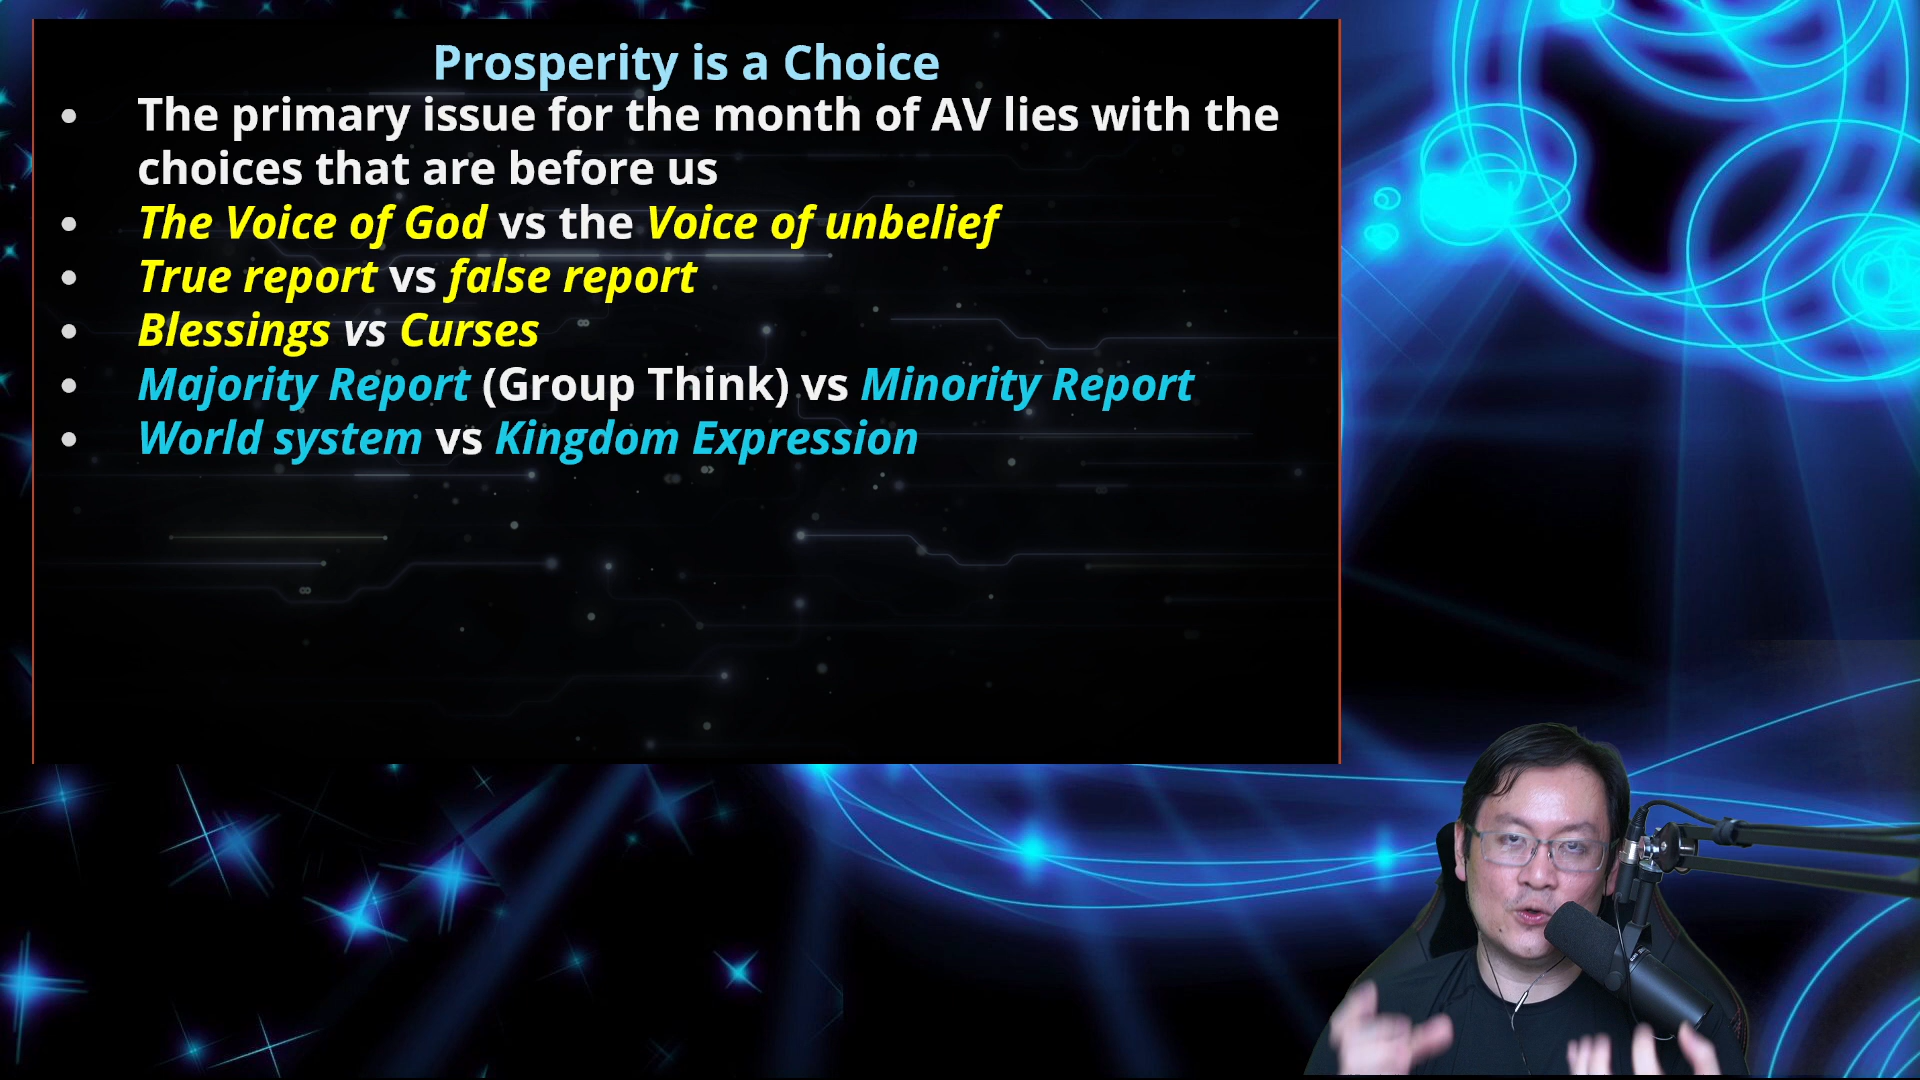 Prosperity is a Choice
• The primary issue for the month of AV lies with the
choices that are before us
• The Voice of God vs the Voice of unbelief
• True report vs false report
• Blessings vs Curses
• Majority Report (Group Think) vs Minority Report
• World system vs Kingdom Expression